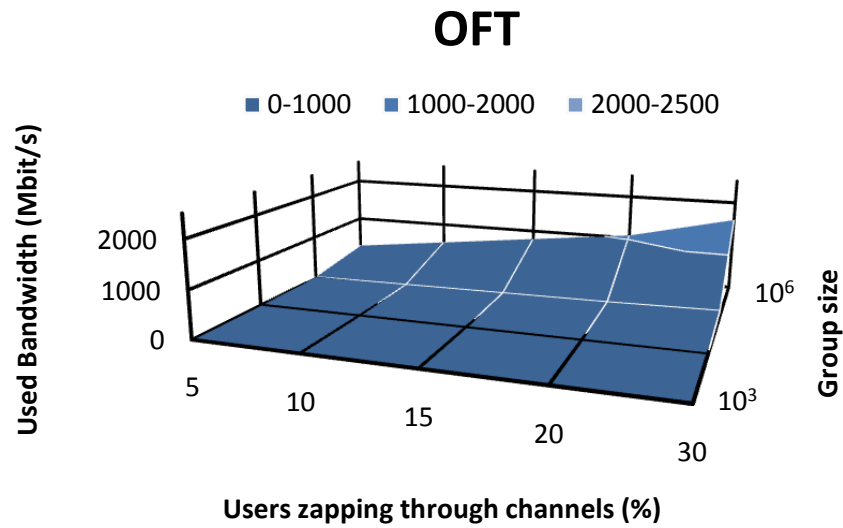 OFT
0-1000 1000-2000 2000-2500
Used Bandwidth (Mbit/s)
2000
1000
0
5
10
15
20
30
10³
10⁶
Group size
Users zapping through channels (%)